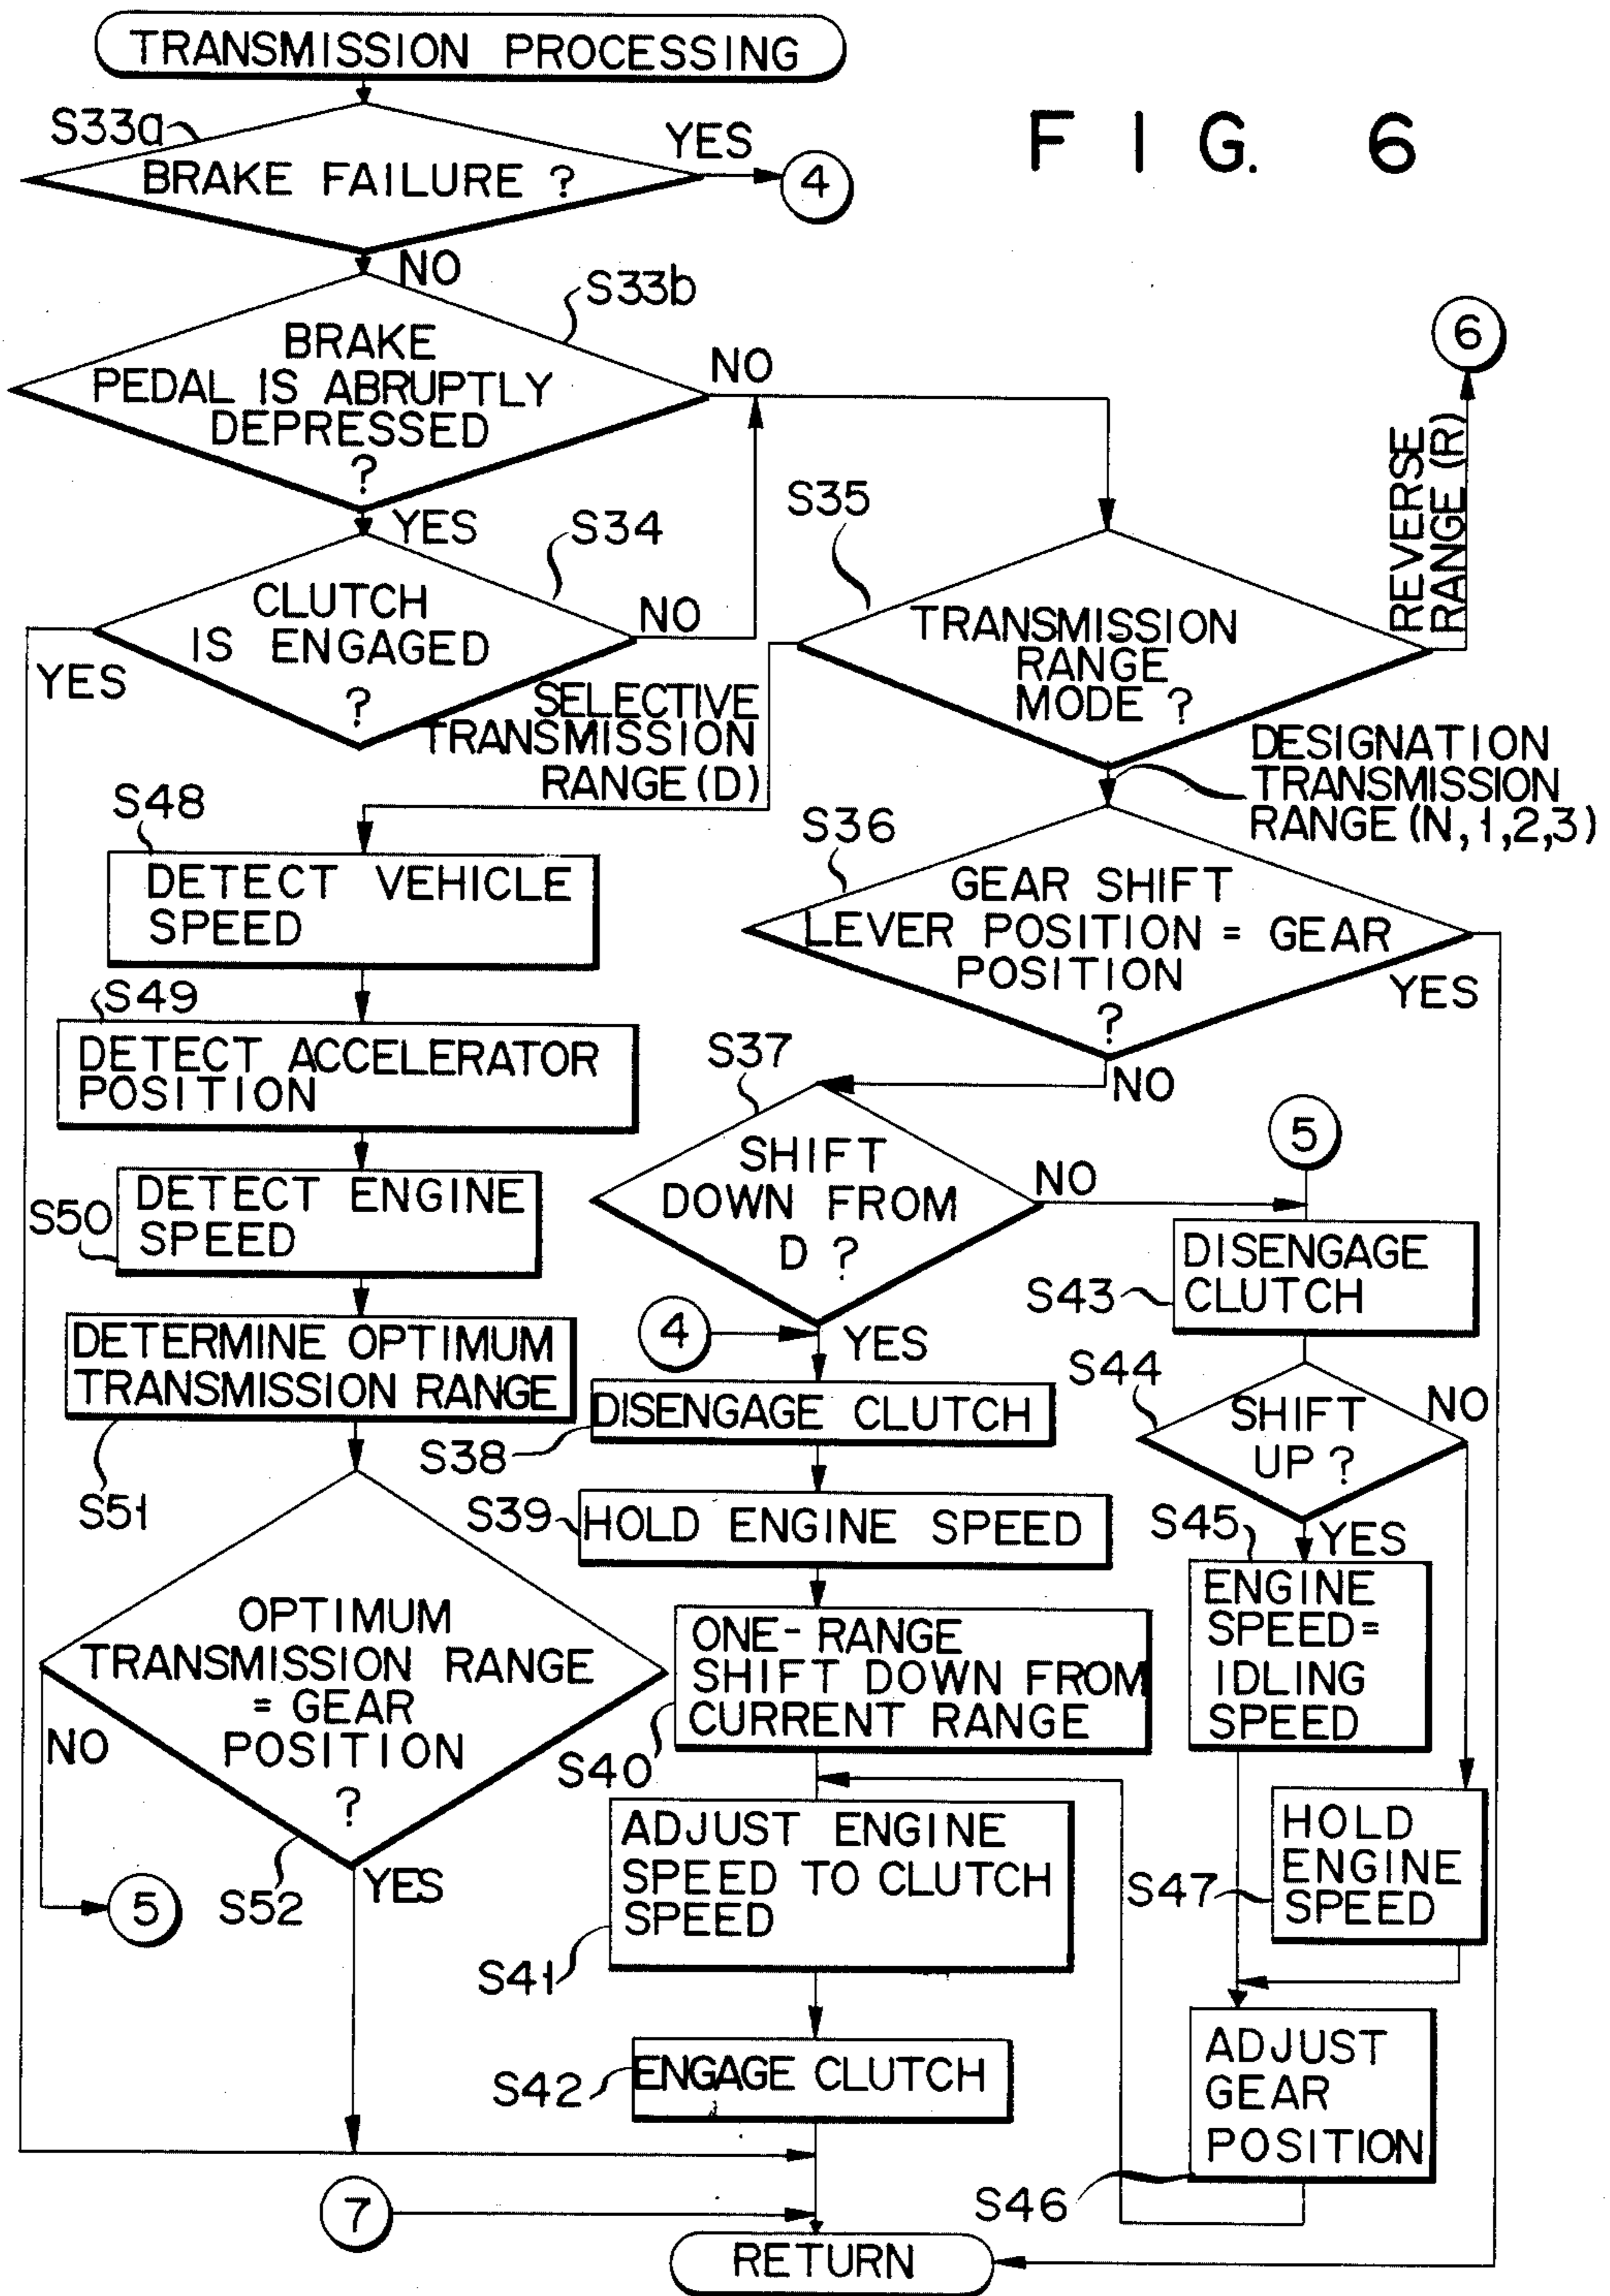 TRANSMISSION PROCESSING
FIG. 6
S33a
BRAKE FAILURE ?
YES
4
NO
S33b
BRAKE
PEDAL IS ABRUPTLY
DEPRESSED
?
NO
YES
6
REVERSE
RANGE (R)
S34
CLUTCH
IS ENGAGED
?
NO
YES
S35
TRANSMISSION
RANGE
MODE ?
SELECTIVE
TRANSMISSION
RANGE (D)
DESIGNATION
TRANSMISSION
RANGE (N,1,2,3)
S48
DETECT VEHICLE
SPEED
S36
GEAR SHIFT
LEVER POSITION = GEAR
POSITION
?
YES
NO
S49
DETECT ACCELERATOR
POSITION
S37
SHIFT
DOWN FROM
D ?
NO
5
YES
S50
DETECT ENGINE
SPEED
S43
DISENGAGE
CLUTCH
4
S51
DETERMINE OPTIMUM
TRANSMISSION RANGE
S38
DISENGAGE CLUTCH
S44
SHIFT
UP ?
NO
YES
S39
HOLD ENGINE SPEED
S45
ENGINE
SPEED =
IDLING
SPEED
OPTIMUM
TRANSMISSION RANGE
= GEAR
POSITION
?
NO
5
S52
YES
S40
ONE-RANGE
SHIFT DOWN FROM
CURRENT RANGE
S41
ADJUST ENGINE
SPEED TO CLUTCH
SPEED
S47
HOLD
ENGINE
SPEED
S42
ENGAGE CLUTCH
S46
ADJUST
GEAR
POSITION
7
RETURN